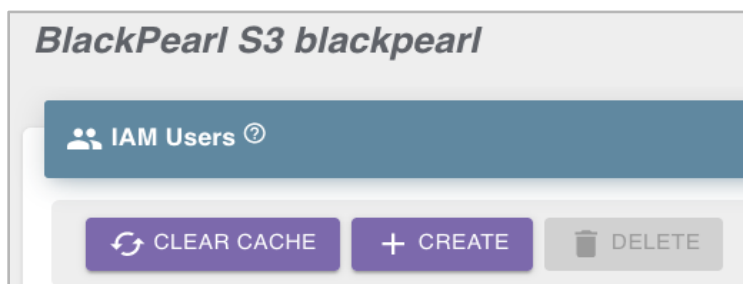 BlackPearl S3 blackpearl
IAM Users ?
CLEAR CACHE + CREATE DELETE